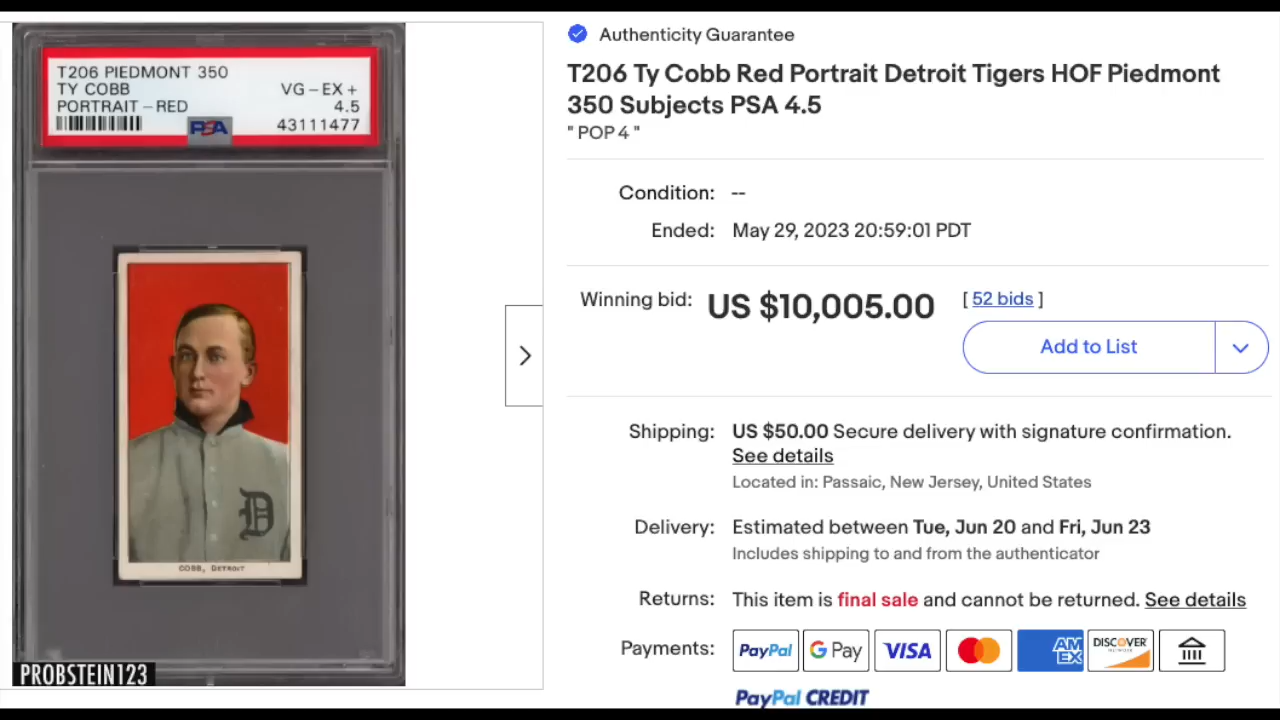 T206 PIEDMONT 350
TY COBB VG-EX +
PORTRAIT-RED 4.5
PSA 43111477
COBB, DETROIT
PROBSTEIN123
Authenticity Guarantee
T206 Ty Cobb Red Portrait Detroit Tigers HOF Piedmont
350 Subjects PSA 4.5
" POP 4 "
Condition: --
Ended: May 29, 2023 20:59:01 PDT
Winning bid: US $10,005.00 [ 52 bids ]
Add to List
Shipping: US $50.00 Secure delivery with signature confirmation.
See details
Located in: Passaic, New Jersey, United States
Delivery: Estimated between Tue, Jun 20 and Fri, Jun 23
Includes shipping to and from the authenticator
Returns: This item is final sale and cannot be returned. See details
Payments: PayPal G Pay VISA AM EX DISCOVER
PayPal CREDIT